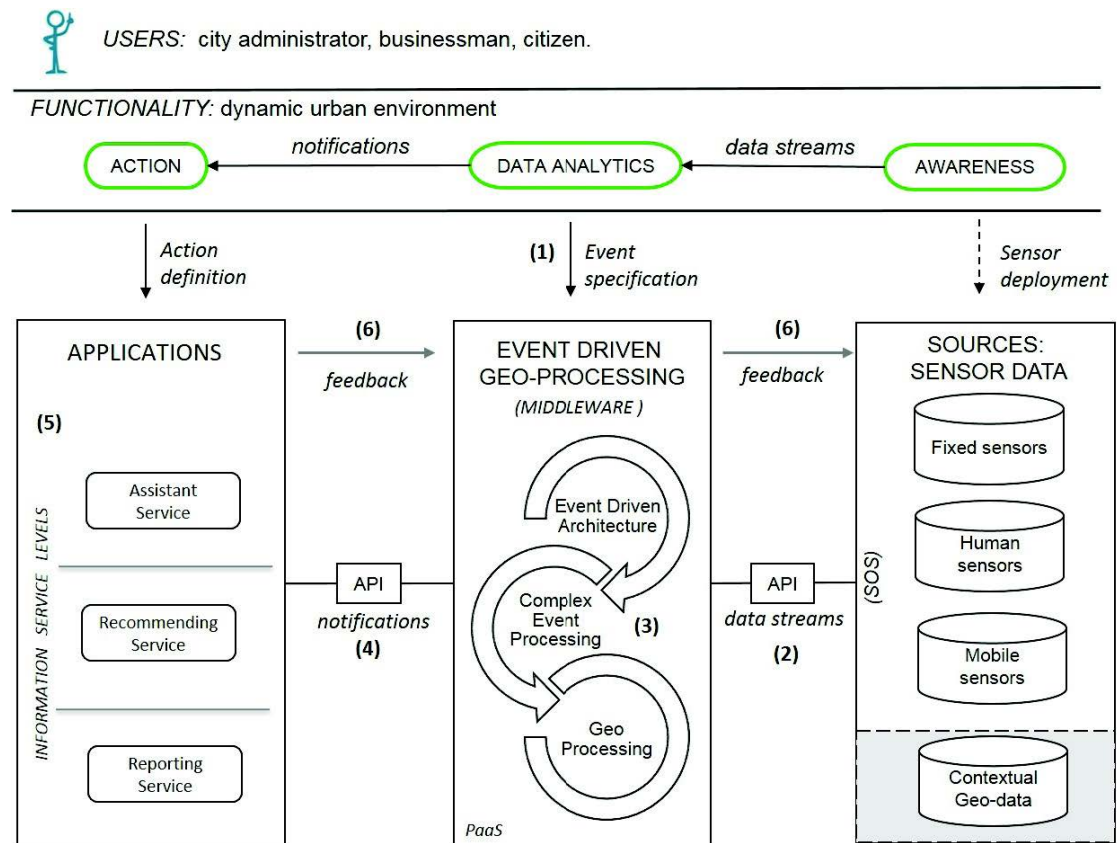 USERS: city administrator, businessman, citizen.
FUNCTIONALITY: dynamic urban environment
ACTION
notifications
DATA ANALYTICS
data streams
AWARENESS
Action
definition
(1)
Event
specification
Sensor
deployment
APPLICATIONS
(5)
INFORMATION SERVICE LEVELS
Assistant
Service
Recommending
Service
Reporting
Service
(6)
feedback
API
notifications
(4)
EVENT DRIVEN
GEO-PROCESSING
(MIDDLEWARE )
Event Driven
Architecture
Complex
Event
Processing
(3)
Geo
Processing
PaaS
(6)
feedback
API
data streams
(2)
SOURCES:
SENSOR DATA
(SOS)
Fixed sensors
Human
sensors
Mobile
sensors
Contextual
Geo-data